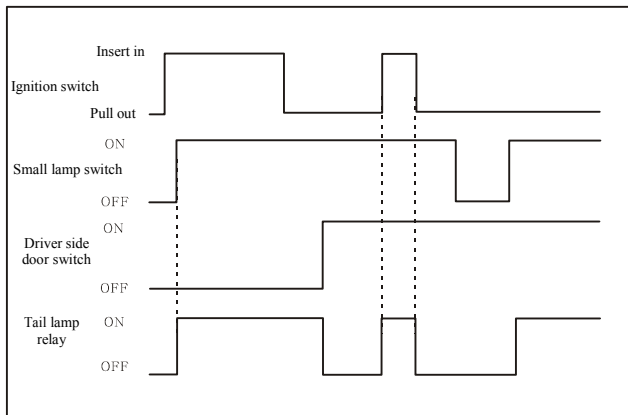 Insert in
Ignition switch
Pull out
ON
Small lamp switch
OFF
ON
Driver side
door switch
OFF
Tail lamp
relay
ON
OFF